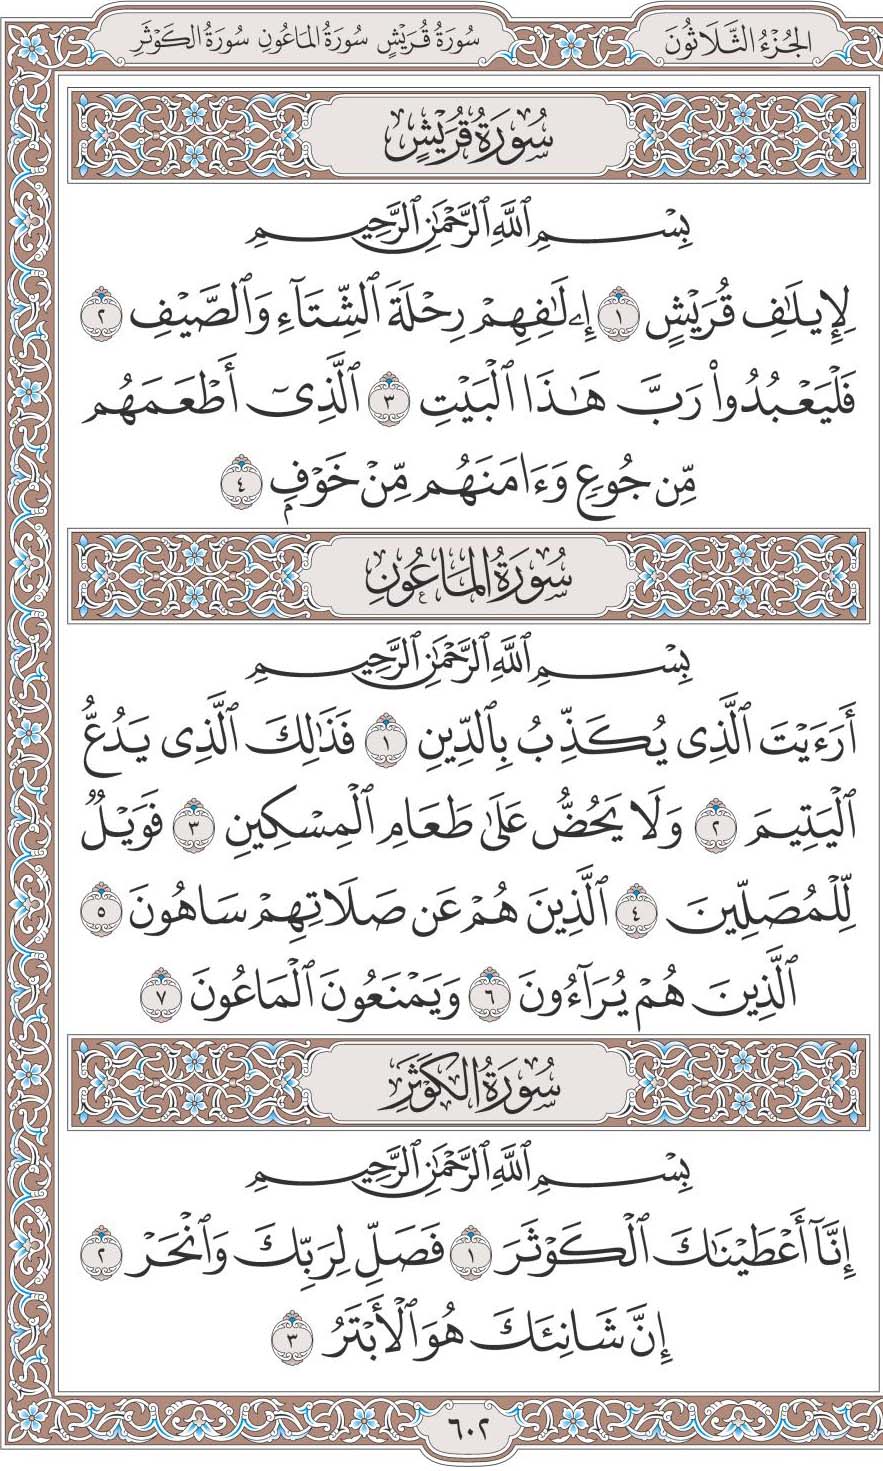 الجُزْءُ الثَّلَاثُونَ
سُورَةُ قُرَيْشٍ سُورَةُ المَاعُونِ سُورَةُ الكَوْثَرِ
سُورَةُ قُرَيْشٍ
بِسْمِ ٱللَّهِ ٱلرَّحْمَٰنِ ٱلرَّحِيمِ
لِإِيلَٰفِ قُرَيْشٍ ١ إِۦلَٰفِهِمْ رِحْلَةَ ٱلشِّتَآءِ وَٱلصَّيْفِ ٢
فَلْيَعْبُدُوا۟ رَبَّ هَٰذَا ٱلْبَيْتِ ٣ ٱلَّذِىٓ أَطْعَمَهُم
مِّن جُوعٍ وَءَامَنَهُم مِّنْ خَوْفٍۭ ٤
سُورَةُ المَاعُونِ
بِسْمِ ٱللَّهِ ٱلرَّحْمَٰنِ ٱلرَّحِيمِ
أَرَءَيْتَ ٱلَّذِى يُكَذِّبُ بِٱلدِّينِ ١ فَذَٰلِكَ ٱلَّذِى يَدُعُّ
ٱلْيَتِيمَ ٢ وَلَا يَحُضُّ عَلَىٰ طَعَامِ ٱلْمِسْكِينِ ٣ فَوَيْلٌ
لِّلْمُصَلِّينَ ٤ ٱلَّذِينَ هُمْ عَن صَلَاتِهِمْ سَاهُونَ ٥
ٱلَّذِينَ هُمْ يُرَآءُونَ ٦ وَيَمْنَعُونَ ٱلْمَاعُونَ ٧
سُورَةُ الكَوْثَرِ
بِسْمِ ٱللَّهِ ٱلرَّحْمَٰنِ ٱلرَّحِيمِ
إِنَّآ أَعْطَيْنَٰكَ ٱلْكَوْثَرَ ١ فَصَلِّ لِرَبِّكَ وَٱنْحَرْ ٢
إِنَّ شَانِئَكَ هُوَ ٱلْأَبْتَرُ ٣
٦٠٢